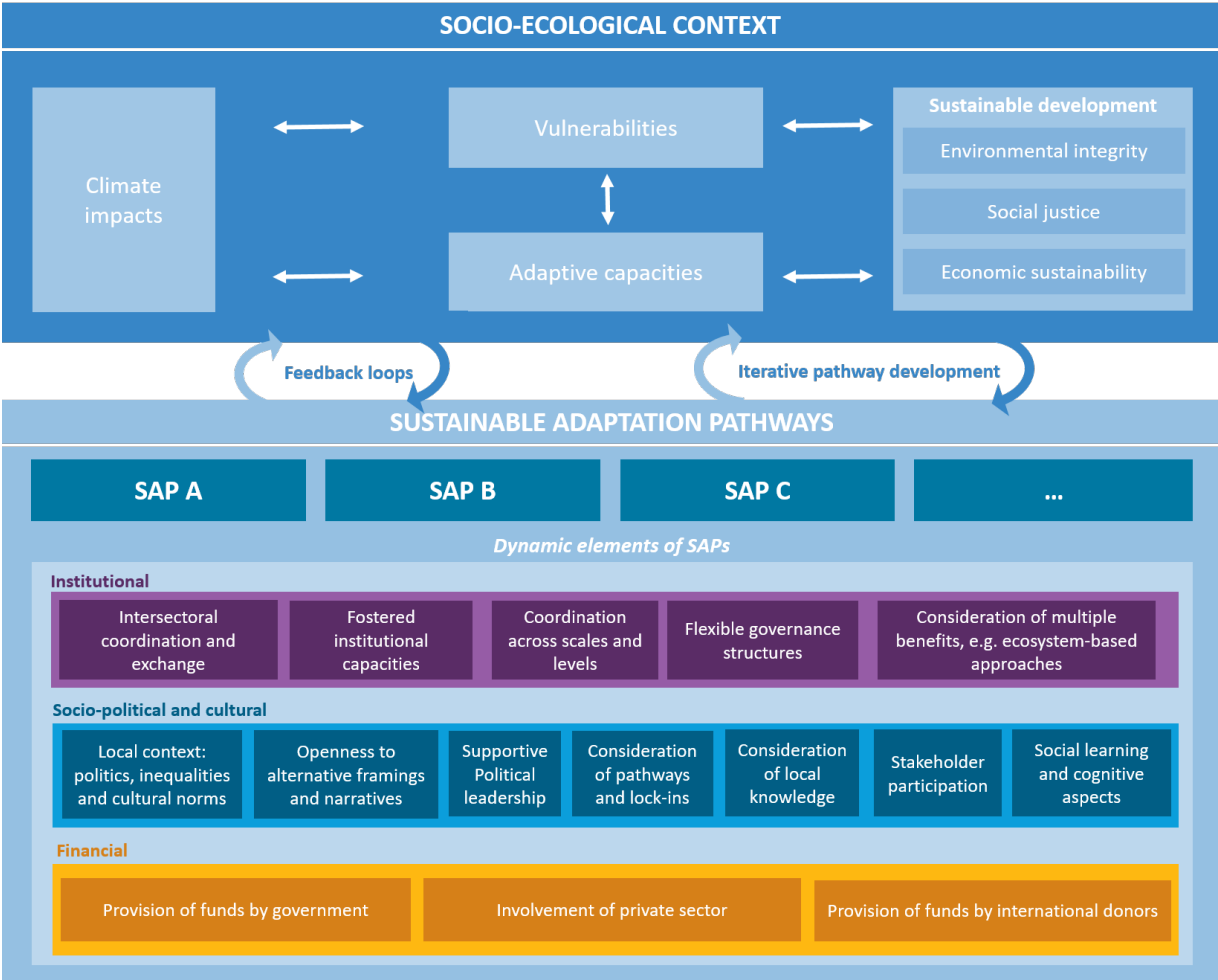 SOCIO-ECOLOGICAL CONTEXT
Climate
impacts
Vulnerabilities
Adaptive capacities
Sustainable development
Environmental integrity
Social justice
Economic sustainability
Feedback loops
Iterative pathway development
SUSTAINABLE ADAPTATION PATHWAYS
SAP A
SAP B
SAP C
...
Dynamic elements of SAPs
Institutional
Intersectoral
coordination and
exchange
Fostered
institutional
capacities
Coordination
across scales and
levels
Flexible governance
structures
Consideration of multiple
benefits, e.g. ecosystem-based
approaches
Socio-political and cultural
Local context:
politics, inequalities
and cultural norms
Openness to
alternative framings
and narratives
Supportive
Political
leadership
Consideration
of pathways
and lock-ins
Consideration
of local
knowledge
Stakeholder
participation
Social learning
and cognitive
aspects
Financial
Provision of funds by government
Involvement of private sector
Provision of funds by international donors